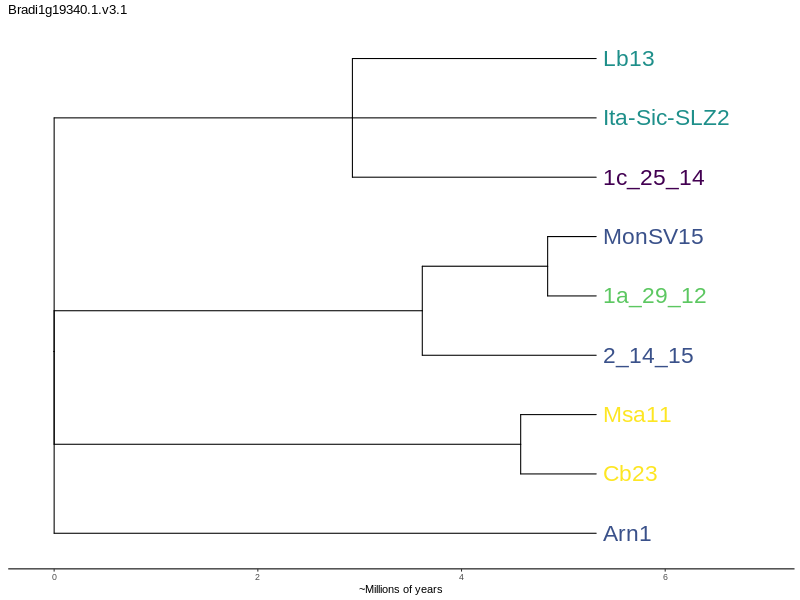 Bradi1g19340.1.v3.1
Lb13
Ita-Sic-SLZ2
1c_25_14
MonSV15
1a_29_12
2_14_15
Msa11
Cb23
Arn1
0 2 4 6
~Millions of years